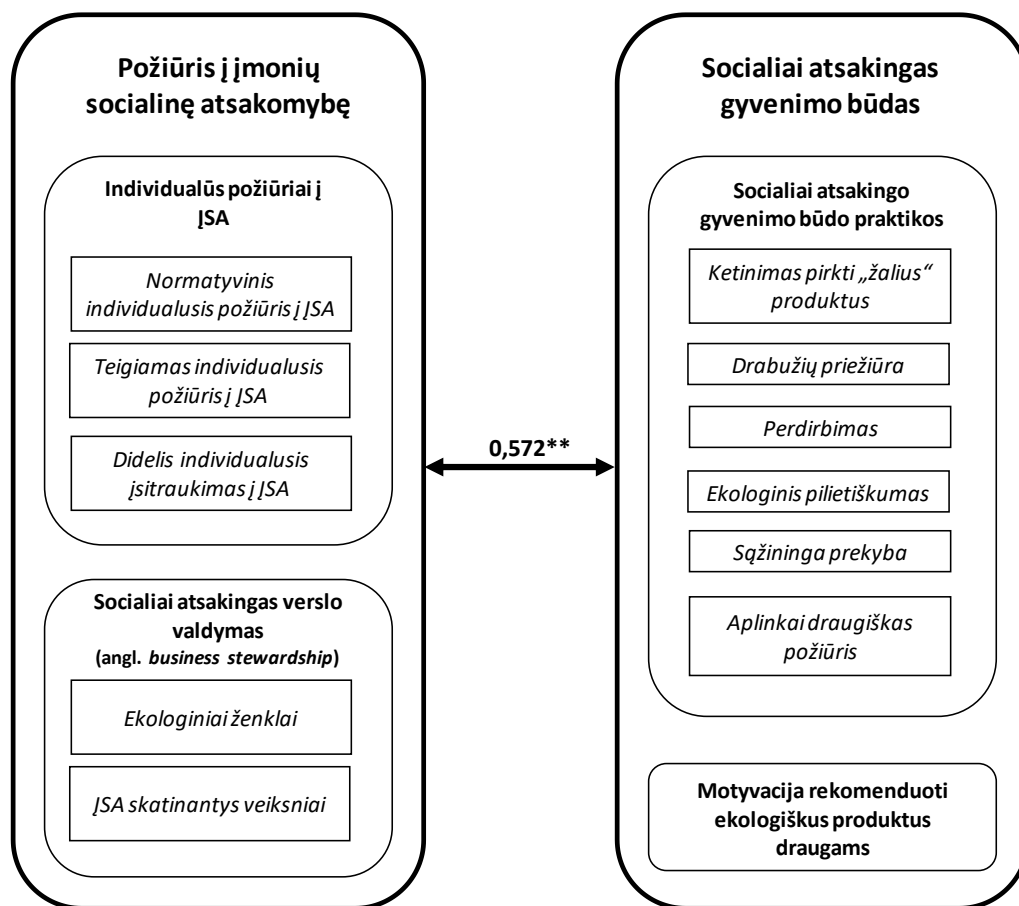 Požiūris į įmonių
socialinę atsakomybę
Individualūs požiūriai į
ĮSA
Normatyvinis
individualusis požiūris į ĮSA
Teigiamas individualusis
požiūris į ĮSA
Didelis individualusis
įsitraukimas į ĮSA
Socialiai atsakingas verslo
valdymas
(angl. business stewardship)
Ekologiniai ženklai
ĮSA skatinantys veiksniai
0,572**
Socialiai atsakingas
gyvenimo būdas
Socialiai atsakingo
gyvenimo būdo praktikos
Ketinimas pirkti „žalius“
produktus
Drabužių priežiūra
Perdirbimas
Ekologinis pilietiškumas
Sąžininga prekyba
Aplinkai draugiškas
požiūris
Motyvacija rekomenduoti
ekologiškus produktus
draugams